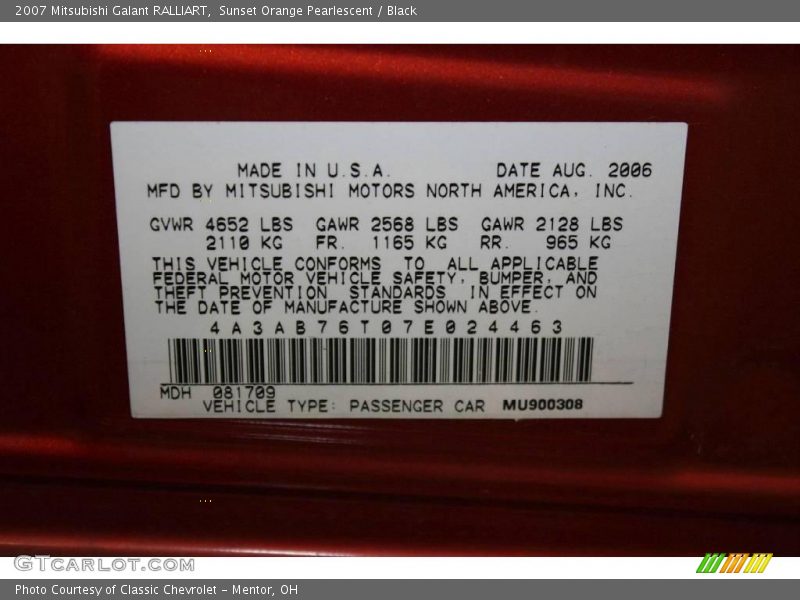 2007 Mitsubishi Galant RALLIART, Sunset Orange Pearlescent / Black
MADE IN U.S.A. DATE AUG. 2006
MFD BY MITSUBISHI MOTORS NORTH AMERICA, INC.
GVWR 4652 LBS GAWR 2568 LBS GAWR 2128 LBS
2110 KG FR. 1165 KG RR. 965 KG
THIS VEHICLE CONFORMS TO ALL APPLICABLE
FEDERAL MOTOR VEHICLE SAFETY, BUMPER, AND
THEFT PREVENTION STANDARDS IN EFFECT ON
THE DATE OF MANUFACTURE SHOWN ABOVE.
4A3AB76T07E024463
MDH 081709
VEHICLE TYPE: PASSENGER CAR MU900308
GTCARLOT.COM
Photo Courtesy of Classic Chevrolet - Mentor, OH